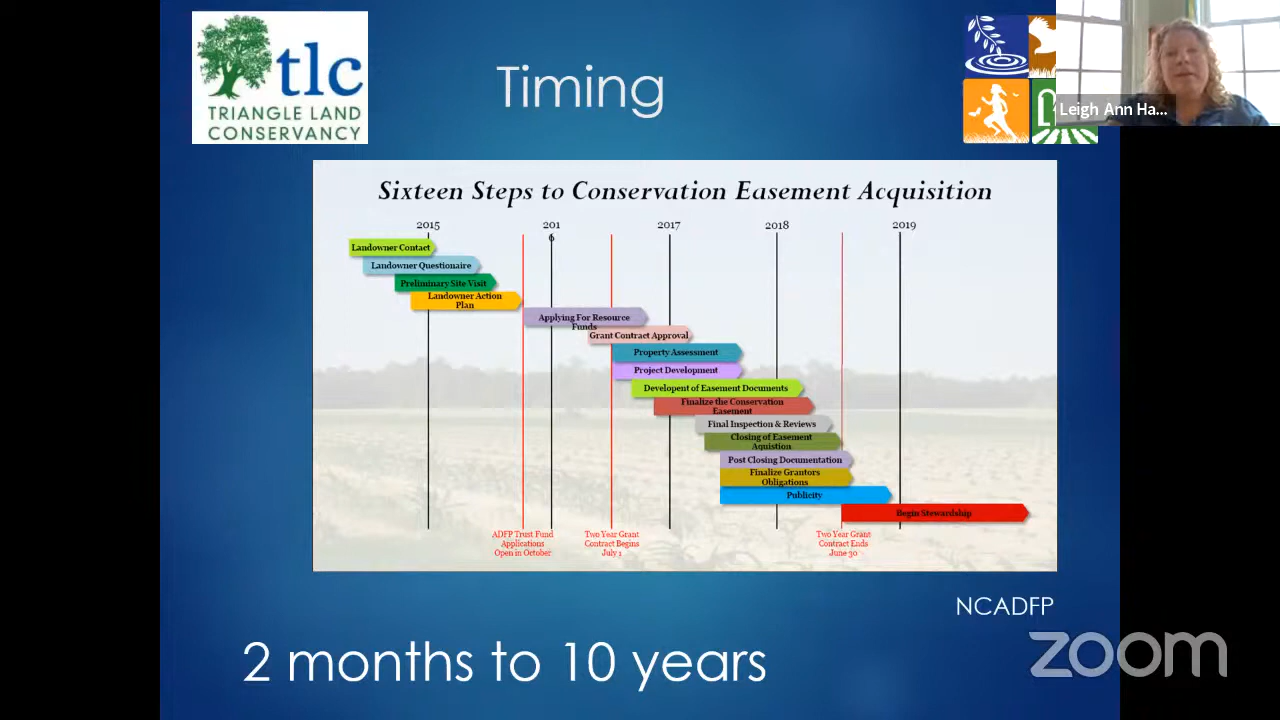 tlc
TRIANGLE LAND
CONSERVANCY
Timing
Leigh Ann Ha...
Sixteen Steps to Conservation Easement Acquisition
2015
201
6
2017
2018
2019
Landowner Contact
Landowner Questionaire
Preliminary Site Visit
Landowner Action
Plan
Applying For Resource
Funds
Grant Contract Approval
Property Assessment
Project Development
Developent of Easement Documents
Finalize the Conservation
Easement
Final Inspection & Reviews
Closing of Easement
Aquistion
Post Closing Documentation
Finalize Grantors
Obligations
Publicity
Begin Stewardship
ADFP Trust Fund
Applications
Open in October
Two Year Grant
Contract Begins
July 1
Two Year Grant
Contract Ends
June 30
NCADFP
2 months to 10 years
zoom